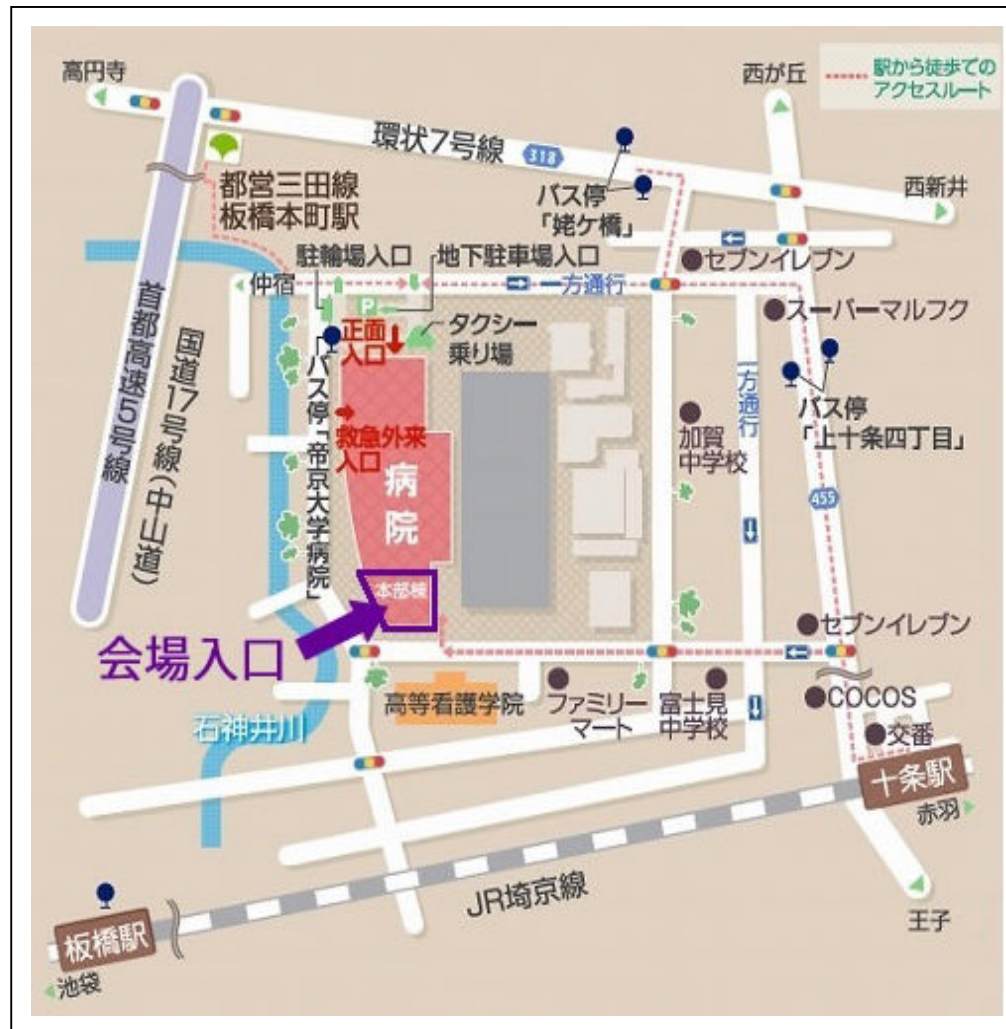 高円寺
西が丘
駅から徒歩での
アクセスルート
環状7号線
318
バス停
「姥ケ橋」
西新井
都営三田線
板橋本町駅
駐輪場入口
地下駐車場入口
セブンイレブン
仲宿
一方通行
P
正面
入口
タクシー
乗り場
スーパーマルフク
首都高速5号線
国道17号線(中山道)
バス停「帝京大学病院」
救急外来
入口
病院
加賀
中学校
一方通行
バス停
「上十条四丁目」
455
本部棟
会場入口
セブンイレブン
石神井川
高等看護学院
ファミリー
マート
富士見
中学校
COCOS
交番
十条駅
赤羽
JR埼京線
王子
板橋駅
池袋